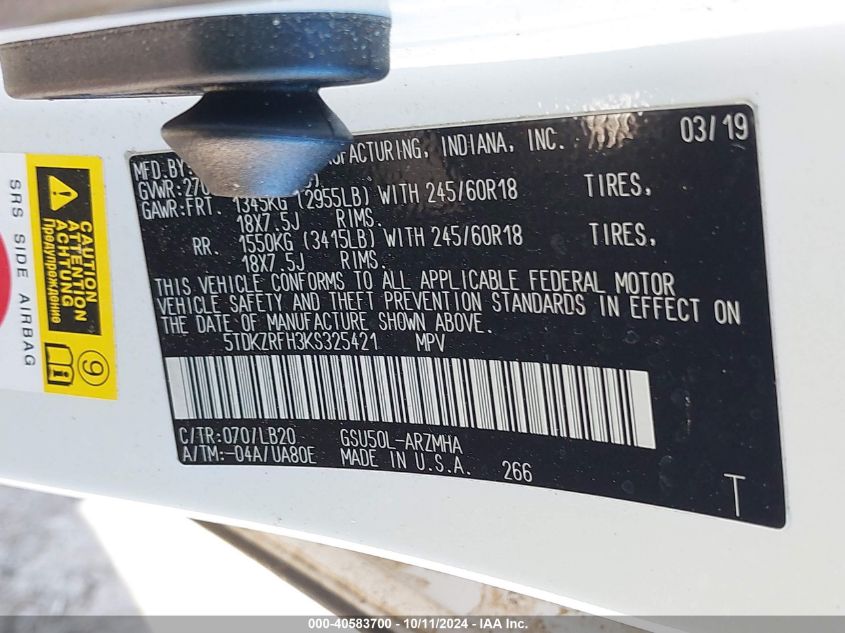 MFD.BY: FACTURING, INDIANA, INC. 03/19
GVWR:270
GAWR:FRT. 1345KG (2955LB) WITH 245/60R18 TIRES,
18X7.5J RIMS.
RR. 1550KG (3415LB) WITH 245/60R18 TIRES,
18X7.5J RIMS.
THIS VEHICLE CONFORMS TO ALL APPLICABLE FEDERAL MOTOR
VEHICLE SAFETY AND THEFT PREVENTION STANDARDS IN EFFECT ON
THE DATE OF MANUFACTURE SHOWN ABOVE.
5TDKZRFH3KS325421 MPV
C/TR:070/LB20 GSU50L-ARZMHA
A/TM:-04A/UA80E MADE IN U.S.A. 266
T
SRS SIDE AIRBAG
CAUTION
ATTENTION
ACHTUNG
Предупреждение
9
000-40583700 - 10/11/2024 - IAA Inc.